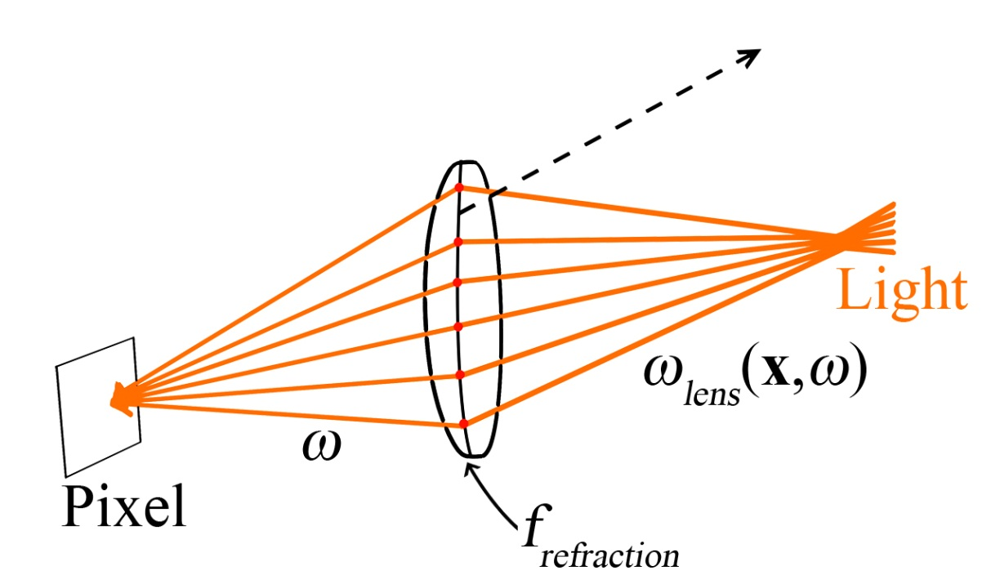 Light
ω_lens(x,ω)
ω
Pixel
f_refraction